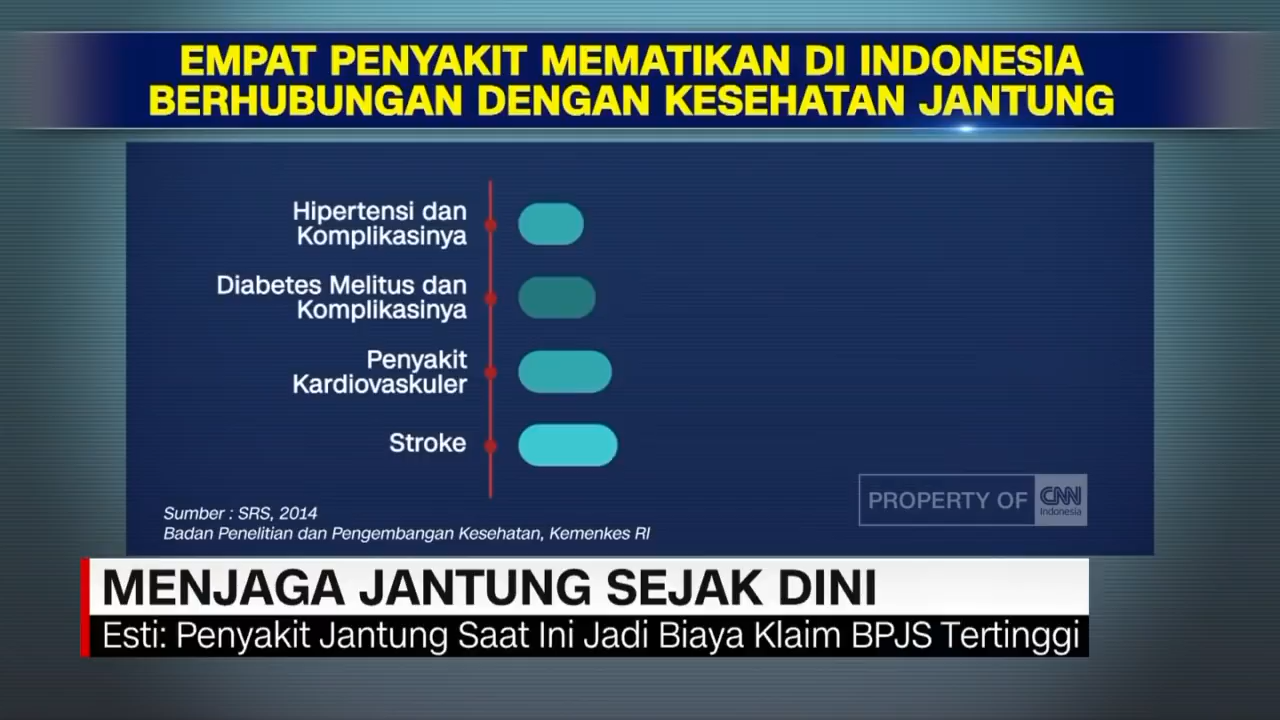 EMPAT PENYAKIT MEMATIKAN DI INDONESIA
BERHUBUNGAN DENGAN KESEHATAN JANTUNG
Hipertensi dan
Komplikasinya
Diabetes Melitus dan
Komplikasinya
Penyakit
Kardiovaskuler
Stroke
Sumber : SRS, 2014
Badan Penelitian dan Pengembangan Kesehatan, Kemenkes RI
PROPERTY OF CNN
Indonesia
MENJAGA JANTUNG SEJAK DINI
Esti: Penyakit Jantung Saat Ini Jadi Biaya Klaim BPJS Tertinggi